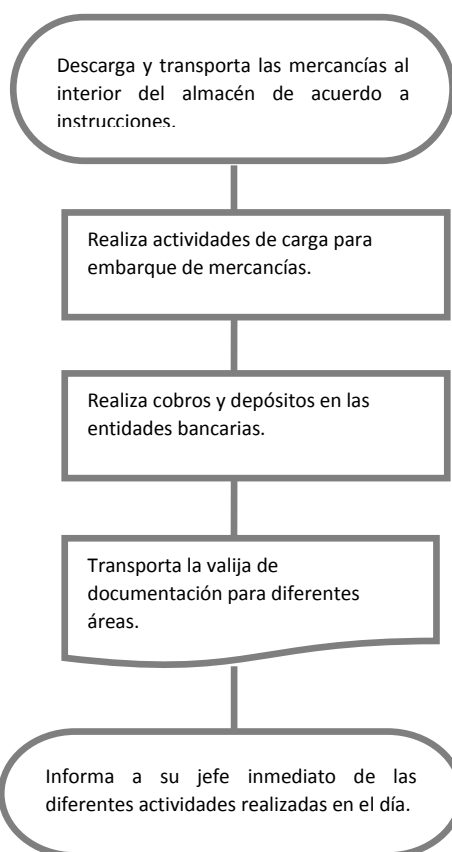 Descarga y transporta las mercancías al
interior del almacén de acuerdo a
instrucciones.
Realiza actividades de carga para
embarque de mercancías.
Realiza cobros y depósitos en las
entidades bancarias.
Transporta la valija de
documentación para diferentes
áreas.
Informa a su jefe inmediato de las
diferentes actividades realizadas en el día.